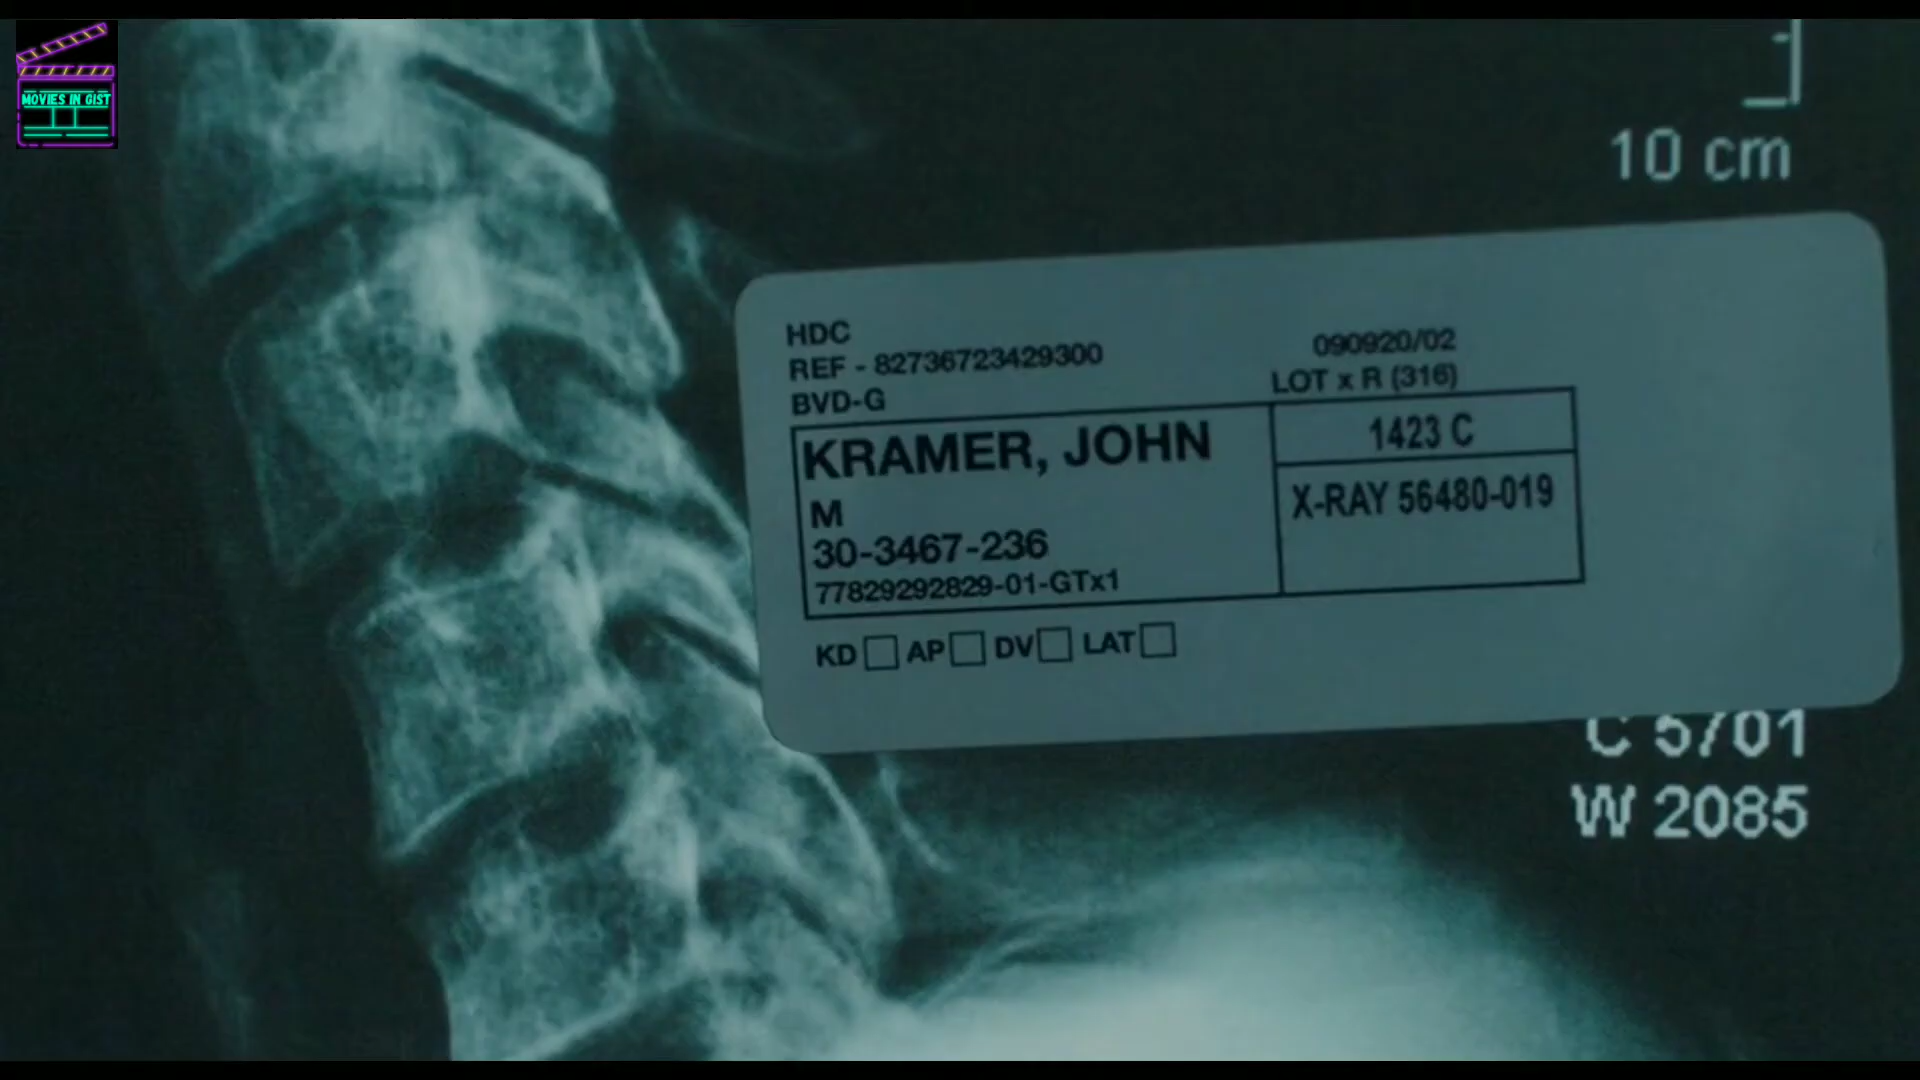 MOVIES IN GIST
10 cm
HDC
REF - 82736723429300
BVD-G
090920/02
LOT x R (316)
KRAMER, JOHN
M
30-3467-236
77829292829-01-GTx1
1423 C
X-RAY 56480-019
KD AP DV LAT
C 5701
W 2085